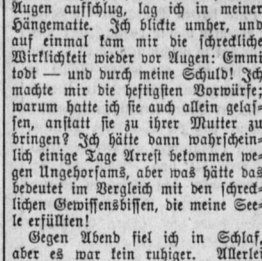 Augen aufschlug, lag ich in meiner
Hängematte. Ich blickte umher, und
auf einmal kam mir die schreckliche
Wirklichkeit wieder vor Augen: Emmi
todt — und durch meine Schuld! Ich
machte mir die heftigsten Vorwürfe;
warum hatte ich sie auch allein gelas-
sen, anstatt sie zu ihrer Mutter zu
bringen? Ich hätte dann wahrschein-
lich einige Tage Arrest bekommen we-
gen Ungehorsams, aber was hätte das
bedeutet im Vergleich mit den schreck-
lichen Gewissensbissen, die meine See-
le erfüllten!
Gegen Abend fiel ich in Schlaf,
aber es war kein ruhiger. Allerlei